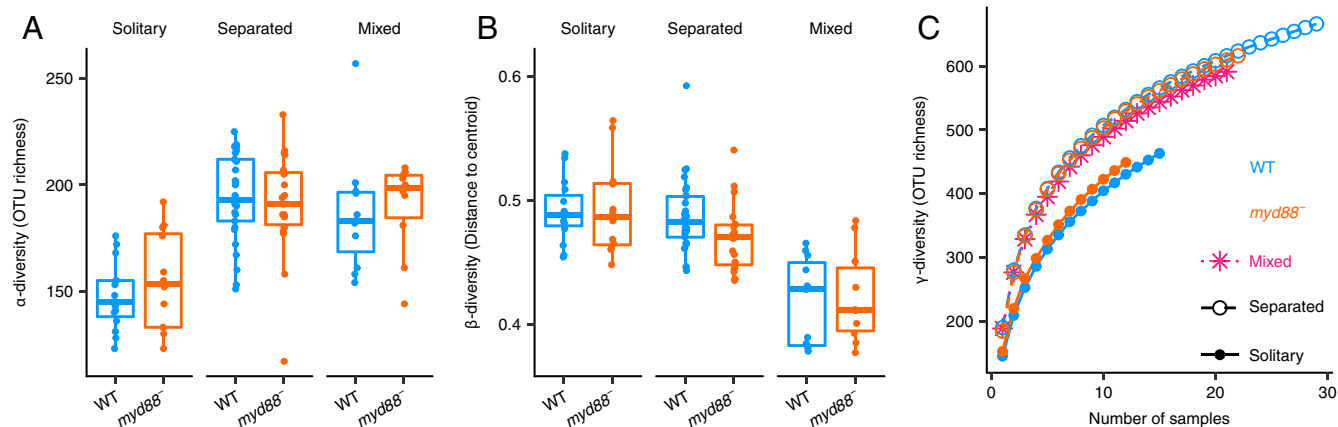 A
Solitary Separated Mixed
α-diversity (OTU richness)
250
200
150
WT myd88⁻ WT myd88⁻ WT myd88⁻
B
Solitary Separated Mixed
β-diversity (Distance to centroid)
0.6
0.5
0.4
WT myd88⁻ WT myd88⁻ WT myd88⁻
C
γ-diversity (OTU richness)
600
500
400
300
200
0 10 20 30
Number of samples
WT
myd88⁻
Mixed
Separated
Solitary